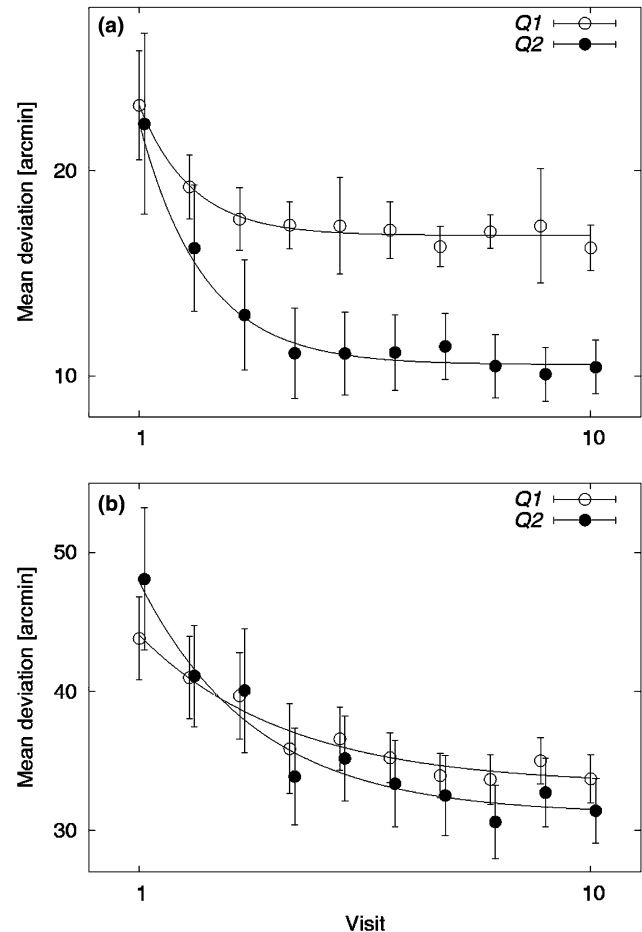 (a)
Q1
Q2
20
10
Mean deviation [arcmin]
1
10
(b)
Q1
Q2
50
40
30
Mean deviation [arcmin]
1
10
Visit